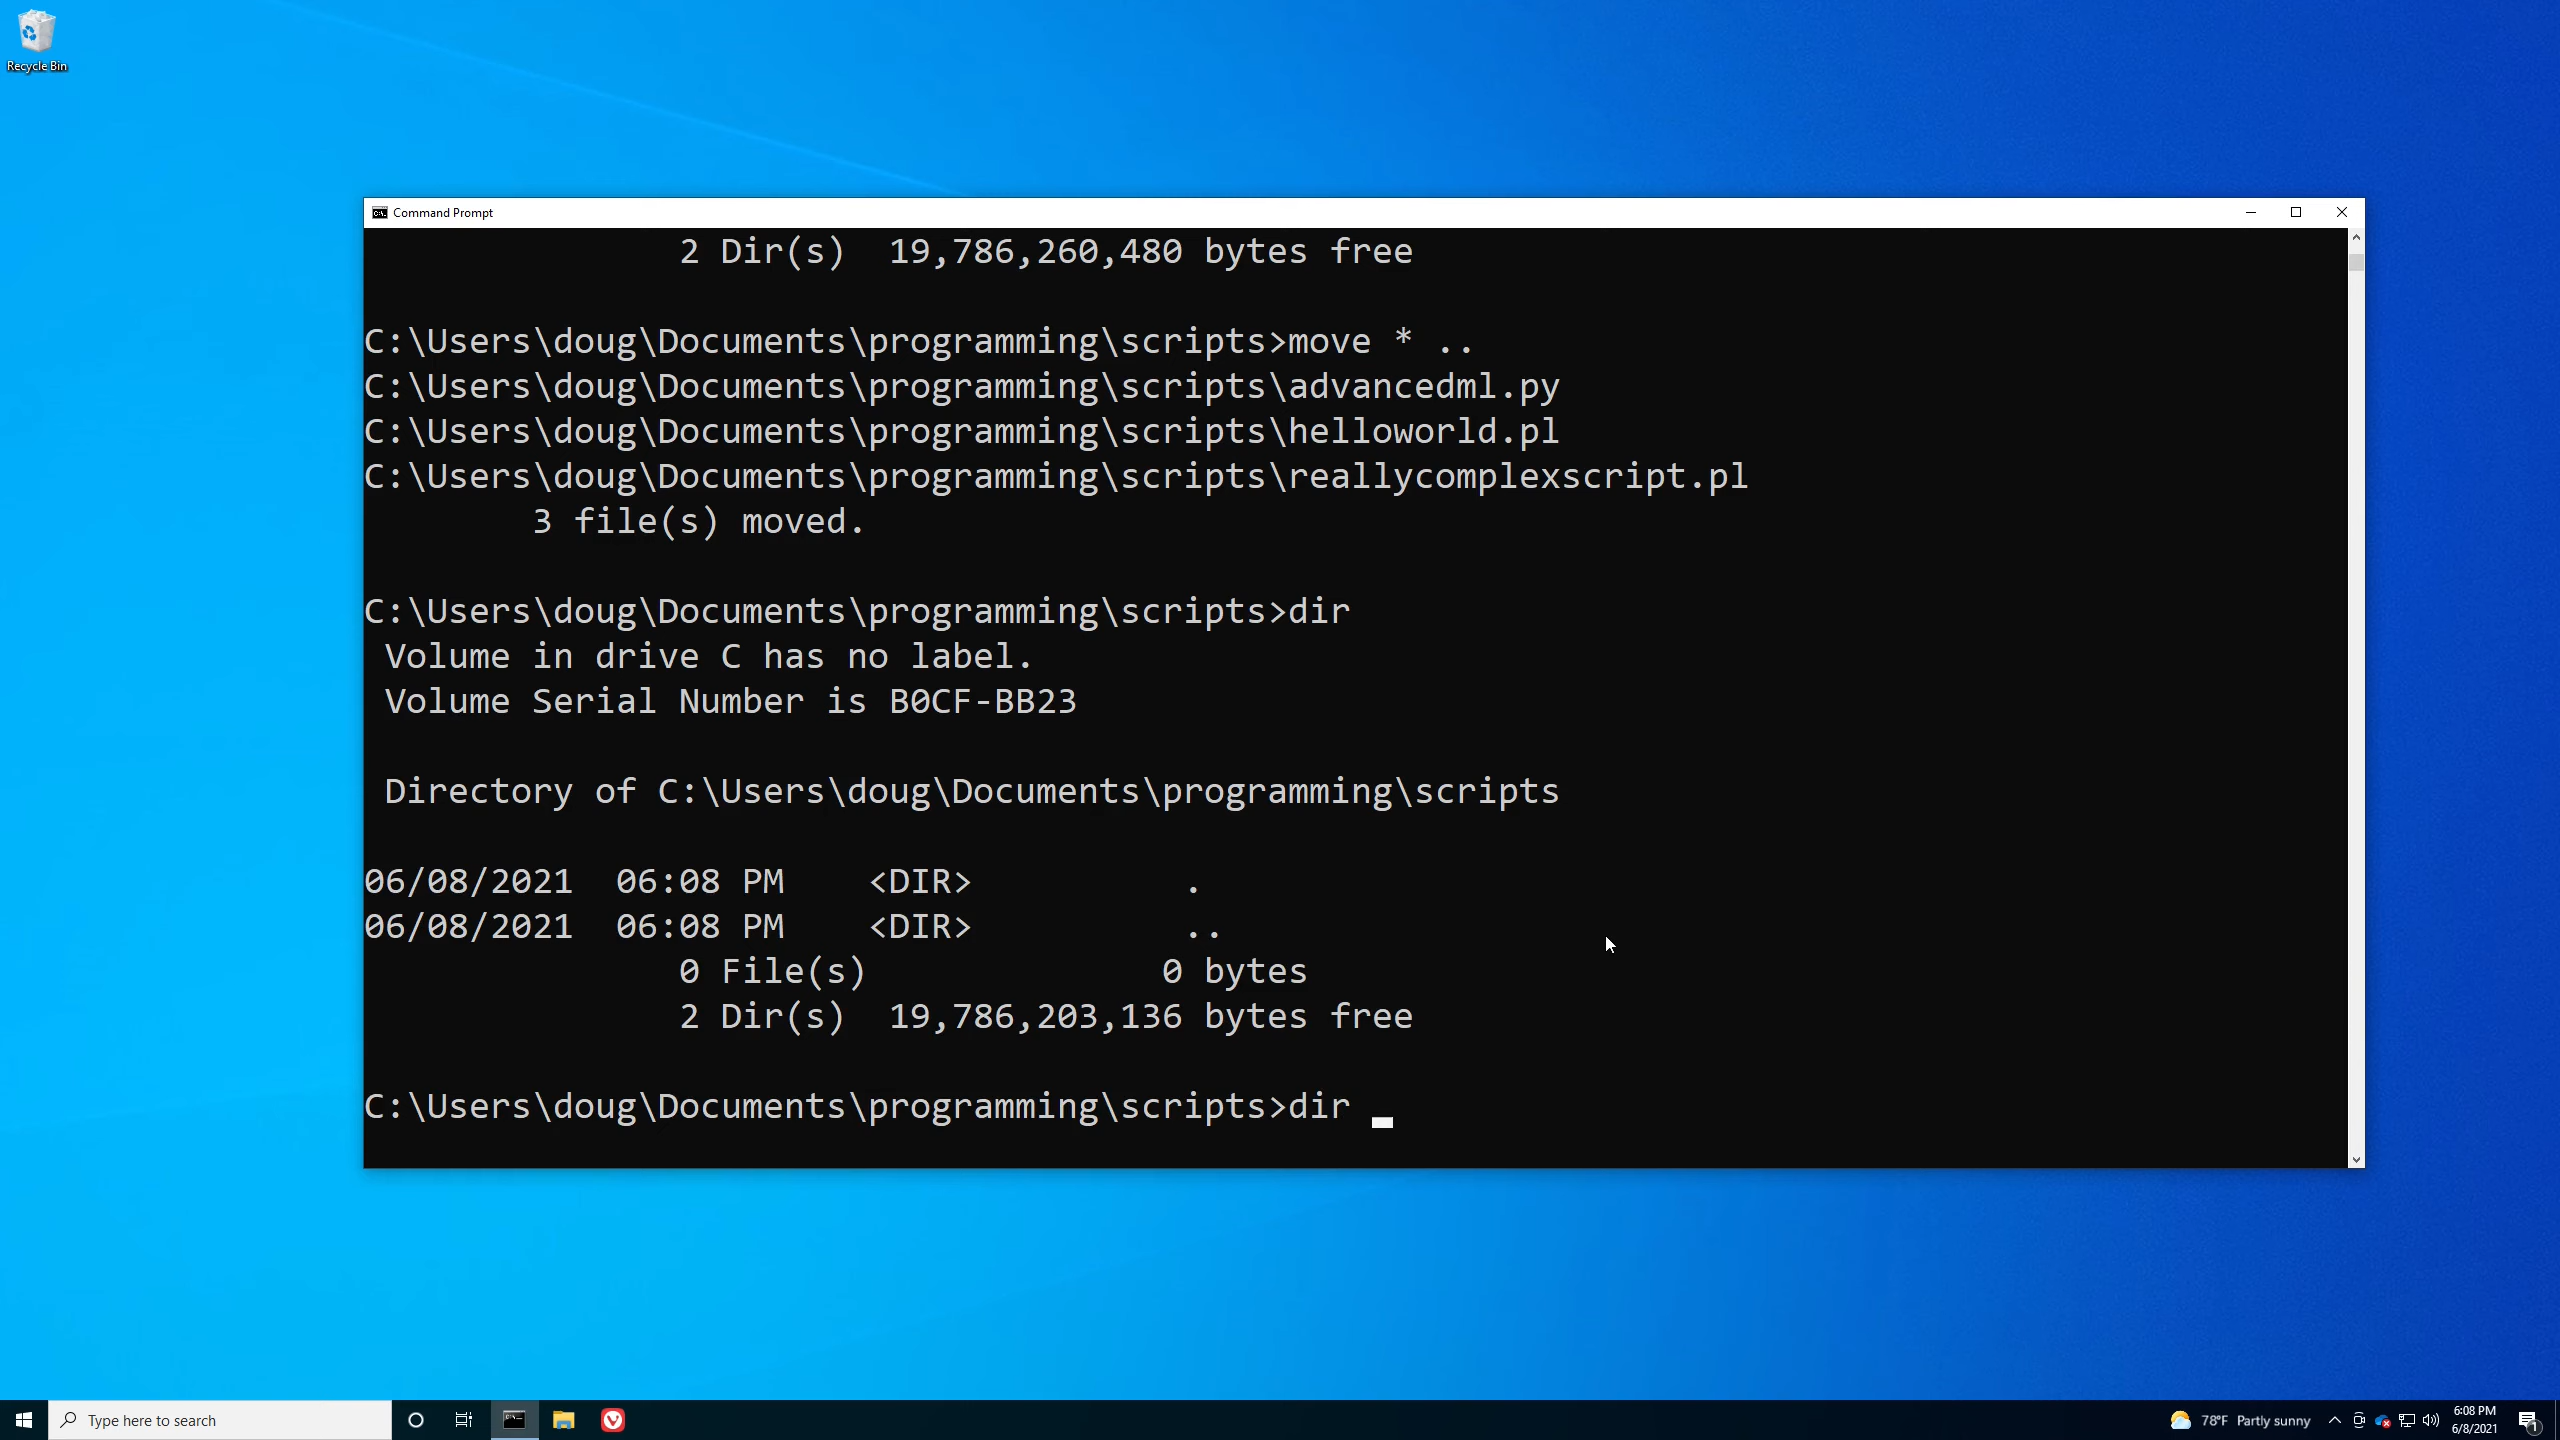 Recycle Bin
Command Prompt
2 Dir(s)  19,786,260,480 bytes free
C:\Users\doug\Documents\programming\scripts>move * ..
C:\Users\doug\Documents\programming\scripts\advancedml.py
C:\Users\doug\Documents\programming\scripts\helloworld.pl
C:\Users\doug\Documents\programming\scripts\reallycomplexscript.pl
3 file(s) moved.
C:\Users\doug\Documents\programming\scripts>dir
Volume in drive C has no label.
Volume Serial Number is B0CF-BB23
Directory of C:\Users\doug\Documents\programming\scripts
06/08/2021  06:08 PM    <DIR>          .
06/08/2021  06:08 PM    <DIR>          ..
0 File(s)              0 bytes
2 Dir(s)  19,786,203,136 bytes free
C:\Users\doug\Documents\programming\scripts>dir
Type here to search
78°F Partly sunny
6:08 PM
6/8/2021
1